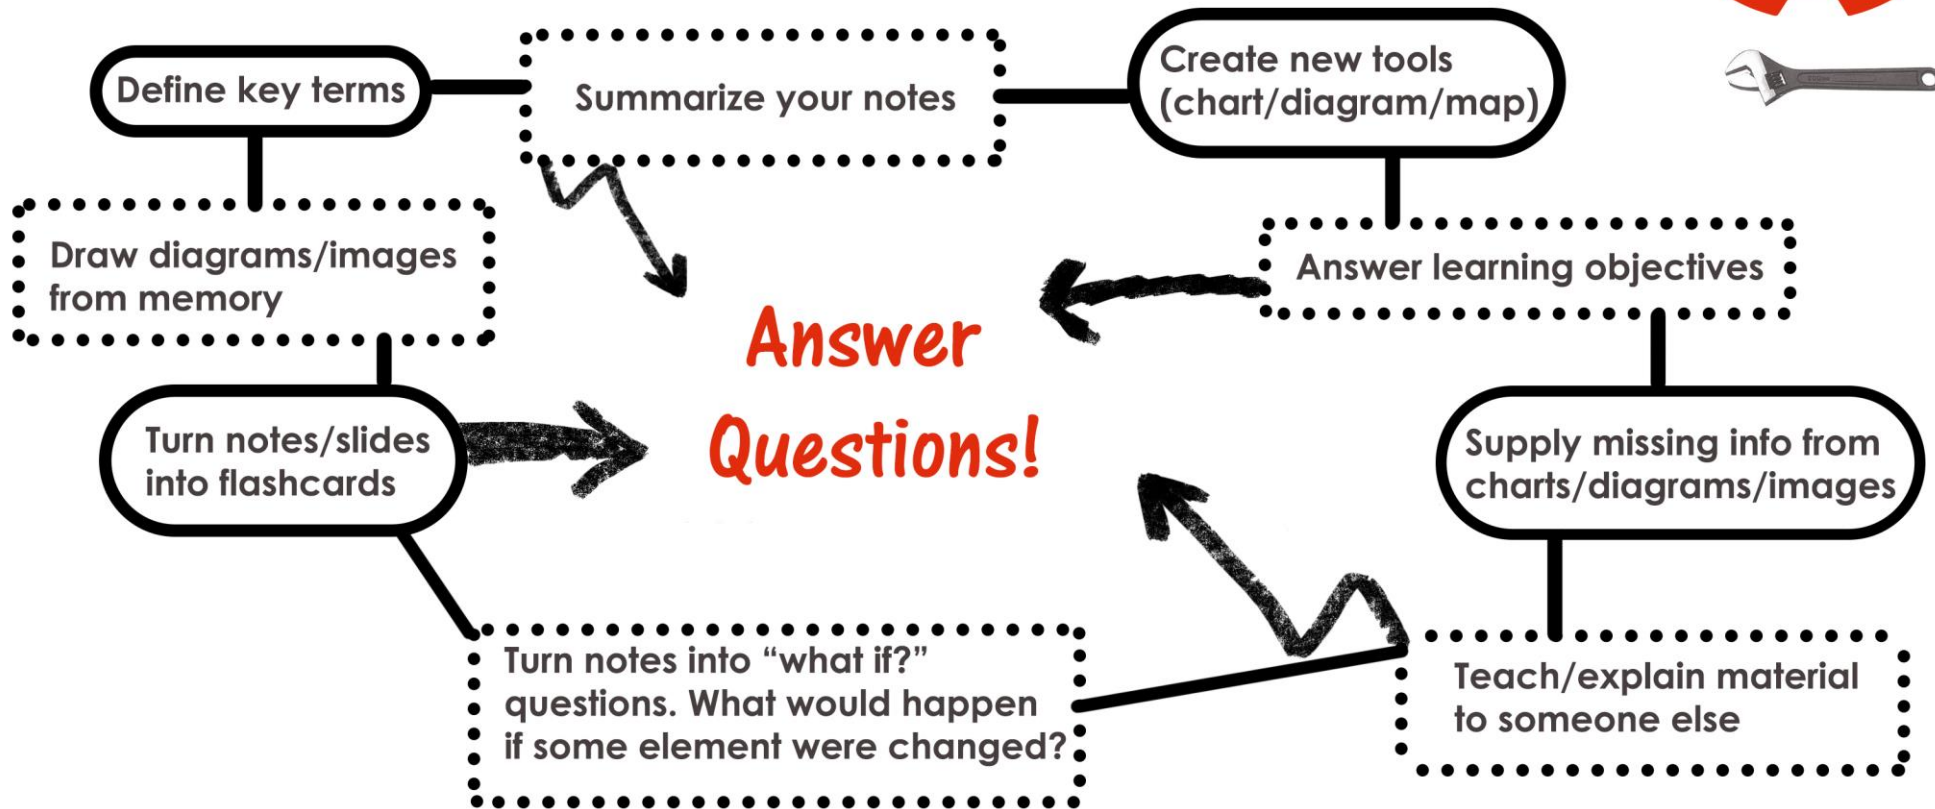 Define key terms
Summarize your notes
Create new tools
(chart/diagram/map)
Draw diagrams/images
from memory
Answer learning objectives
Answer
Questions!
Turn notes/slides
into flashcards
Supply missing info from
charts/diagrams/images
Turn notes into “what if?”
questions. What would happen
if some element were changed?
Teach/explain material
to someone else